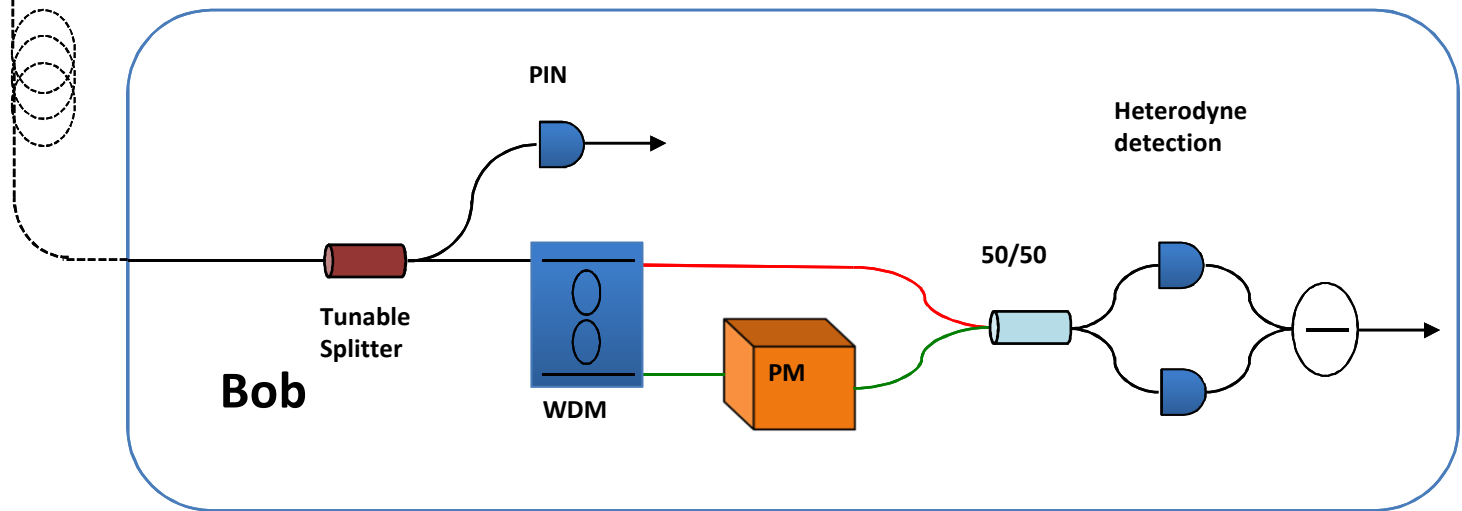 PIN
Heterodyne
detection
50/50
Tunable
Splitter
PM
Bob
WDM